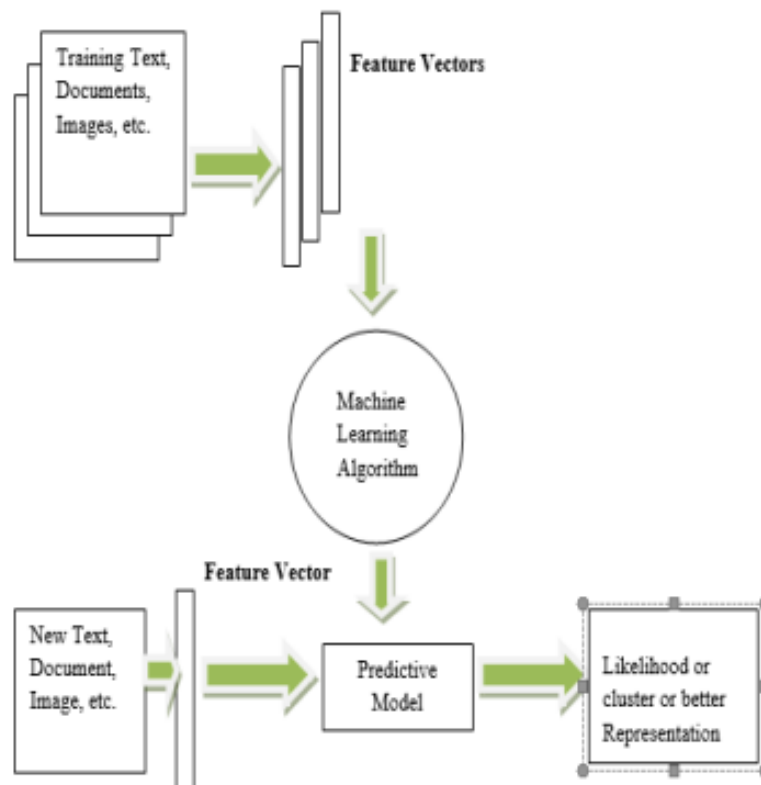 Training Text,
Documents,
Images, etc.
Feature Vectors
Machine
Learning
Algorithm
Feature Vector
New Text,
Document,
Image, etc.
Predictive
Model
Likelihood or
cluster or better
Representation